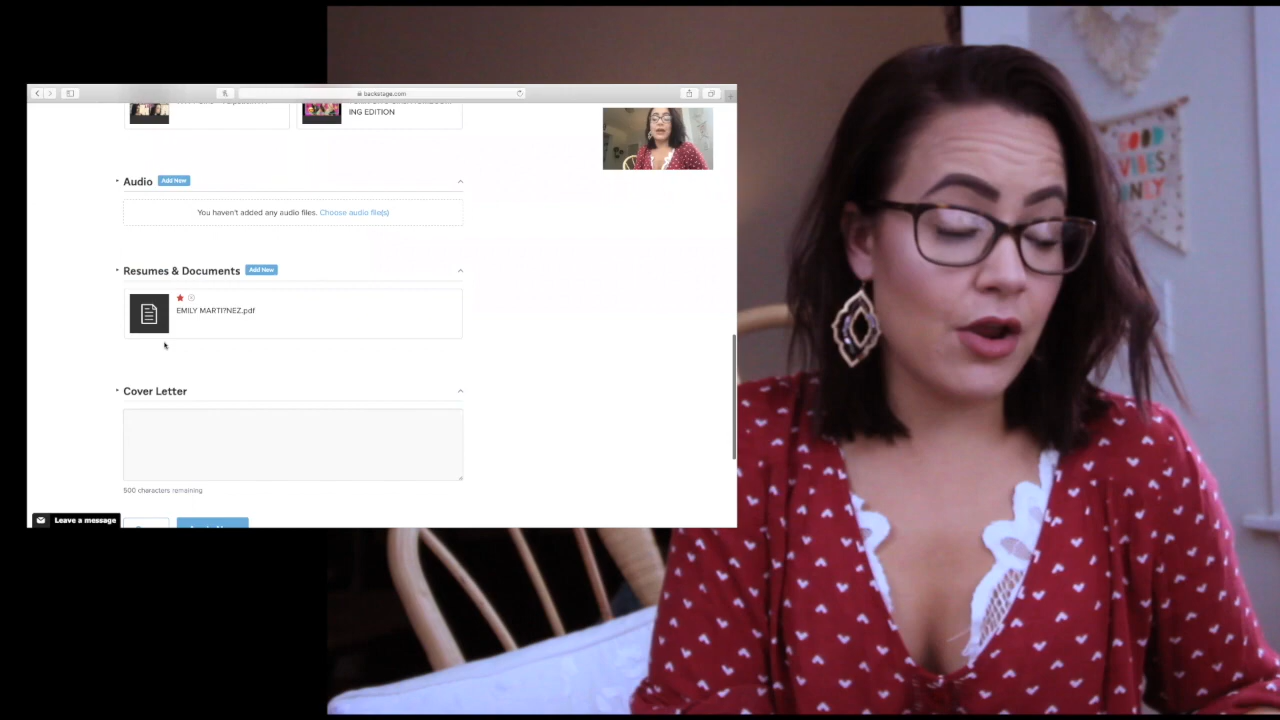 backstage.com
ING EDITION
Audio Add New
You haven't added any audio files. Choose audio file(s)
Resumes & Documents Add New
EMILY MARTI?NEZ.pdf
Cover Letter
500 characters remaining
Leave a message
GOOD
VIBES
ONLY